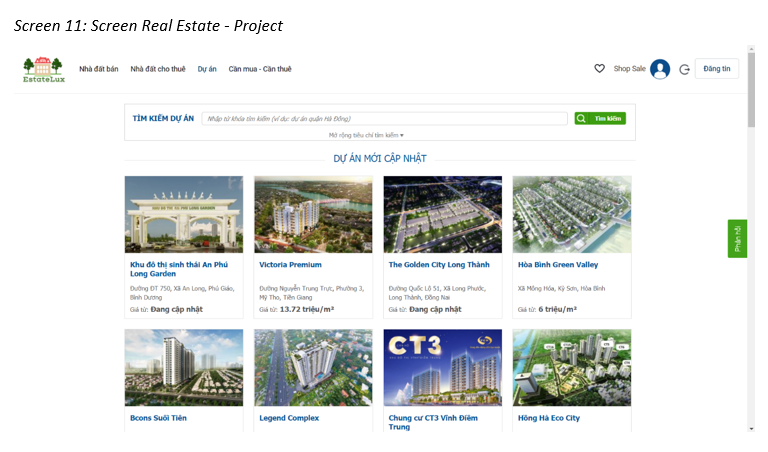 Screen 11: Screen Real Estate - Project
EstateLux
Nhà đất bán
Nhà đất cho thuê
Dự án
Cần mua - Cần thuê
Shop Sale
Đăng tin
TÌM KIẾM DỰ ÁN
Nhập từ khóa tìm kiếm (ví dụ: dự án quận Hà Đông)
Tìm kiếm
Mở rộng tiêu chí tìm kiếm
DỰ ÁN MỚI CẬP NHẬT
Phản hồi
Khu đô thị sinh thái An Phú
Long Garden
Đường ĐT 750, Xã An Long, Phú Giáo,
Bình Dương
Giá từ: Đang cập nhật
Victoria Premium
Đường Nguyễn Trung Trực, Phường 3,
Mỹ Tho, Tiền Giang
Giá từ: 13.72 triệu/m²
The Golden City Long Thành
Đường Quốc Lộ 51, Xã Long Phước,
Long Thành, Đồng Nai
Giá từ: Đang cập nhật
Hòa Bình Green Valley
Xã Mông Hóa, Kỳ Sơn, Hòa Bình
Giá từ: 6 triệu/m²
Bcons Suối Tiên
Legend Complex
CT3
Chung cư CT3 Vĩnh Điềm
Trung
Hồng Hà Eco City